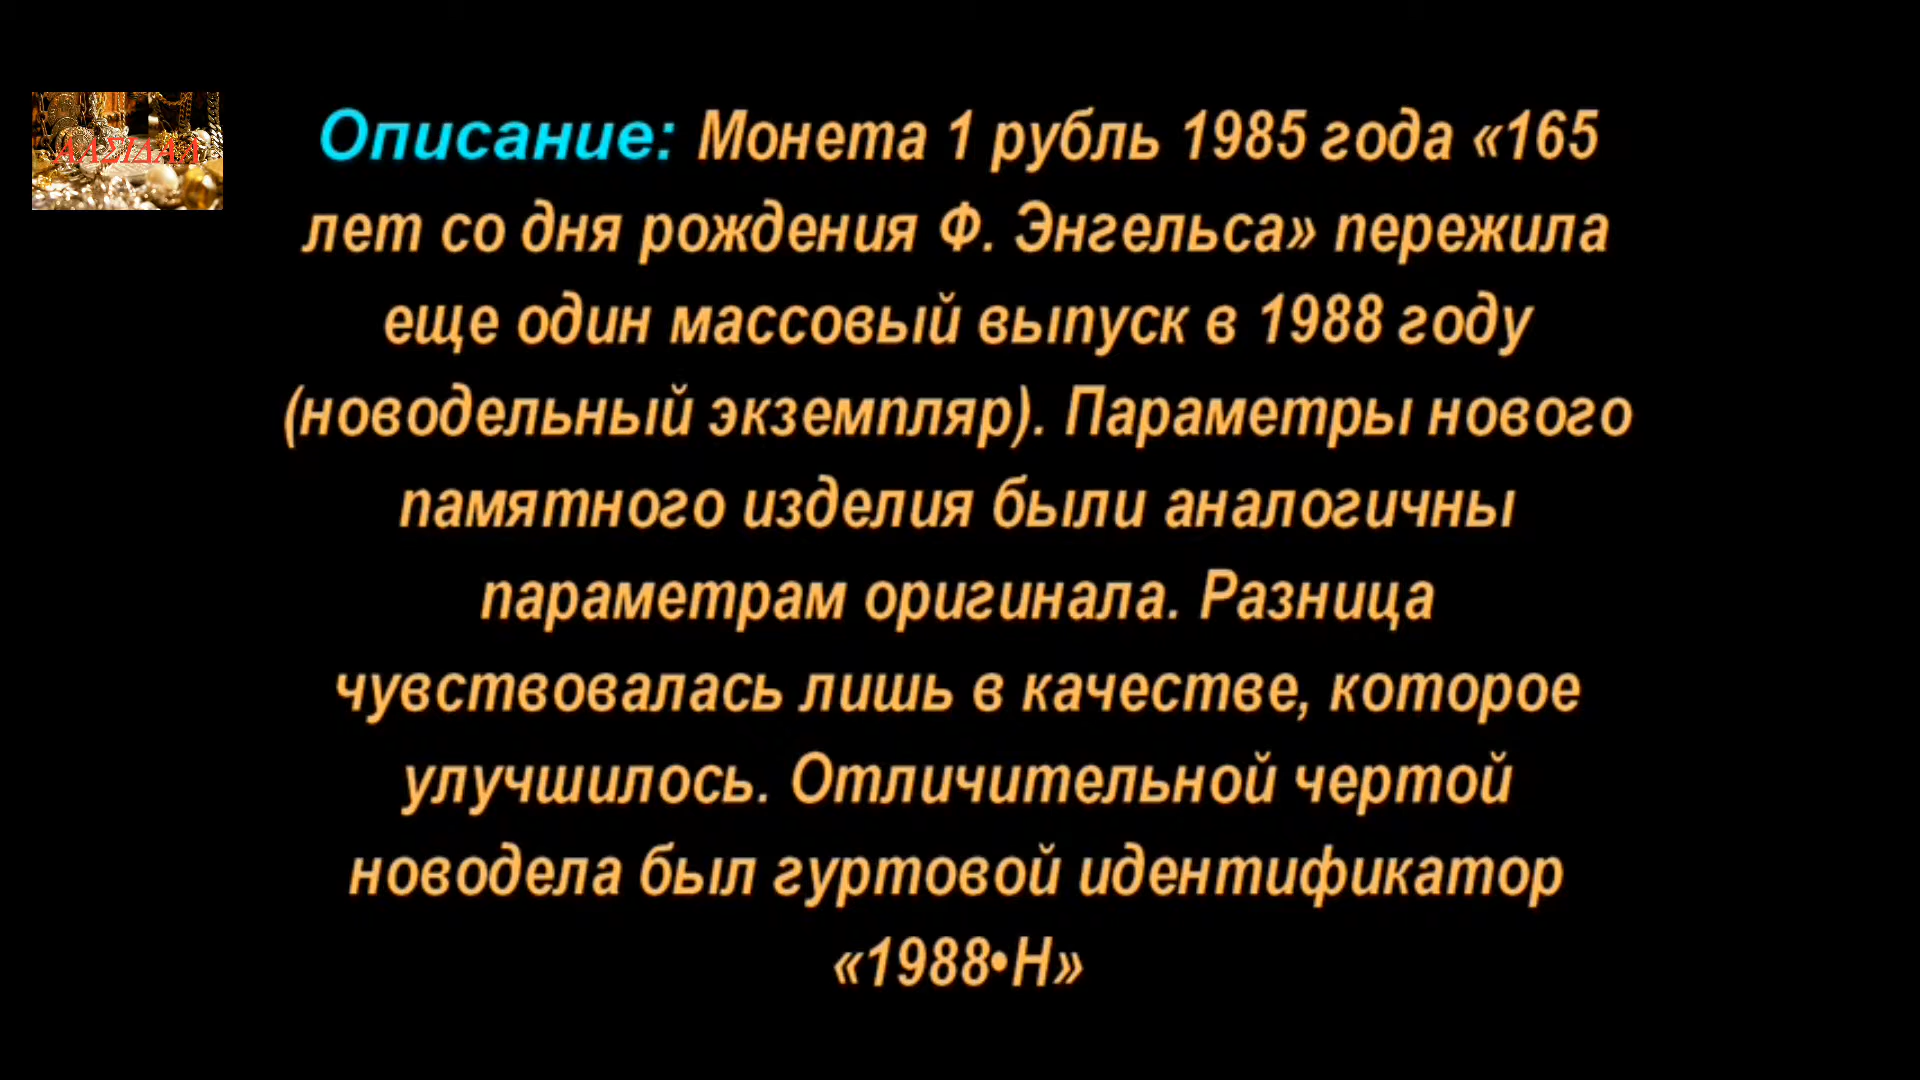 ΑΑΣΙΔΑΛ
Описание: Монета 1 рубль 1985 года «165
лет со дня рождения Ф. Энгельса» пережила
еще один массовый выпуск в 1988 году
(новодельный экземпляр). Параметры нового
памятного изделия были аналогичны
параметрам оригинала. Разница
чувствовалась лишь в качестве, которое
улучшилось. Отличительной чертой
новодела был гуртовой идентификатор
«1988•Н»